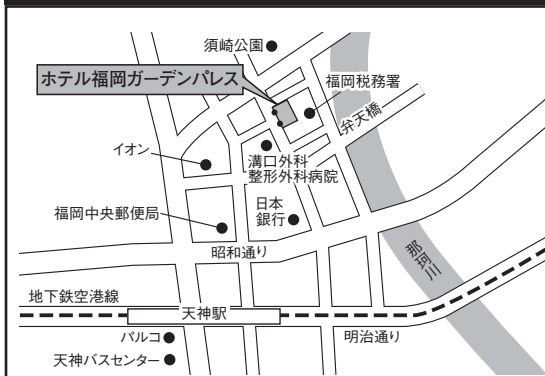 須崎公園
ホテル福岡ガーデンパレス
福岡税務署
弁天橋
イオン
溝口外科
整形外科病院
福岡中央郵便局
日本
銀行
昭和通り
那珂川
地下鉄空港線
天神駅
明治通り
パルコ
天神バスセンター